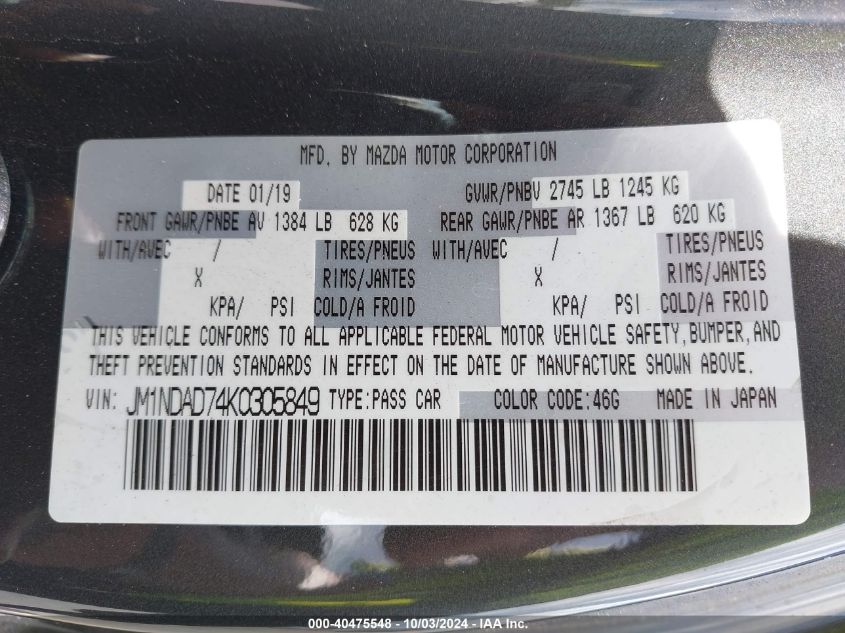 MFD. BY MAZDA MOTOR CORPORATION
DATE 01/19 GVWR/PNBV 2745 LB 1245 KG
FRONT GAWR/PNBE AV 1384 LB 628 KG REAR GAWR/PNBE AR 1367 LB 620 KG
WITH/AVEC / TIRES/PNEUS WITH/AVEC / TIRES/PNEUS
X RIMS/JANTES X RIMS/JANTES
KPA/ PSI COLD/A FROID KPA/ PSI COLD/A FROID
THIS VEHICLE CONFORMS TO ALL APPLICABLE FEDERAL MOTOR VEHICLE SAFETY, BUMPER, AND
THEFT PREVENTION STANDARDS IN EFFECT ON THE DATE OF MANUFACTURE SHOWN ABOVE.
VIN: JM1NDAD74K0305849 TYPE: PASS CAR COLOR CODE: 46G MADE IN JAPAN
000-40475548 - 10/03/2024 - IAA Inc.